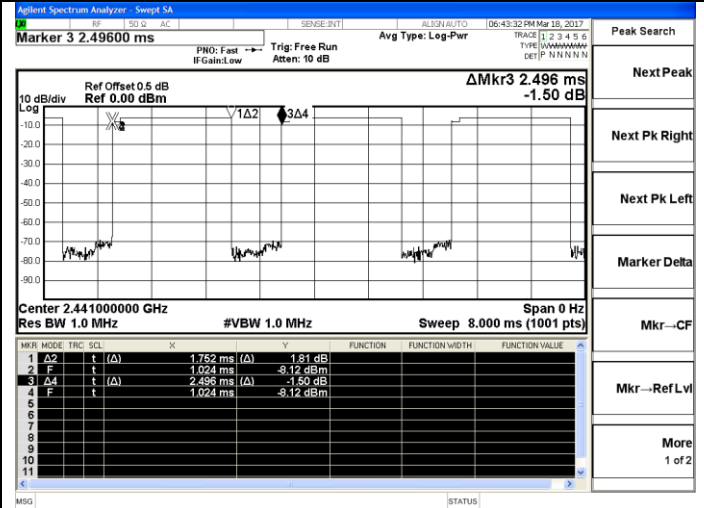 Agilent Spectrum Analyzer - Swept SA
RF 50 Ω AC SENSE:INT ALIGN AUTO 06:43:32 PM Mar 18, 2017
Marker 3 2.49600 ms
PNO: Fast
IFGain:Low
Trig: Free Run
Atten: 10 dB
Avg Type: Log-Pwr
TRACE 1 2 3 4 5 6
TYPE WWWWWW
DET P N N N N N
Ref Offset 0.5 dB
10 dB/div Ref 0.00 dBm
Log
ΔMkr3 2.496 ms
-1.50 dB
1Δ2
3Δ4
-10.0
-20.0
-30.0
-40.0
-50.0
-60.0
-70.0
-80.0
-90.0
Center 2.441000000 GHz
Span 0 Hz
Res BW 1.0 MHz #VBW 1.0 MHz Sweep 8.000 ms (1001 pts)
MKR MODE TRC SCL X Y FUNCTION FUNCTION WIDTH FUNCTION VALUE
1 Δ2 t (Δ) 1.752 ms (Δ) 1.81 dB
2 F t 1.024 ms -8.12 dBm
3 Δ4 t (Δ) 2.496 ms (Δ) -1.50 dB
4 F t 1.024 ms -8.12 dBm
5
6
7
8
9
10
11
MSG STATUS
Peak Search
Next Peak
Next Pk Right
Next Pk Left
Marker Delta
Mkr→CF
Mkr→Ref Lvl
More
1 of 2